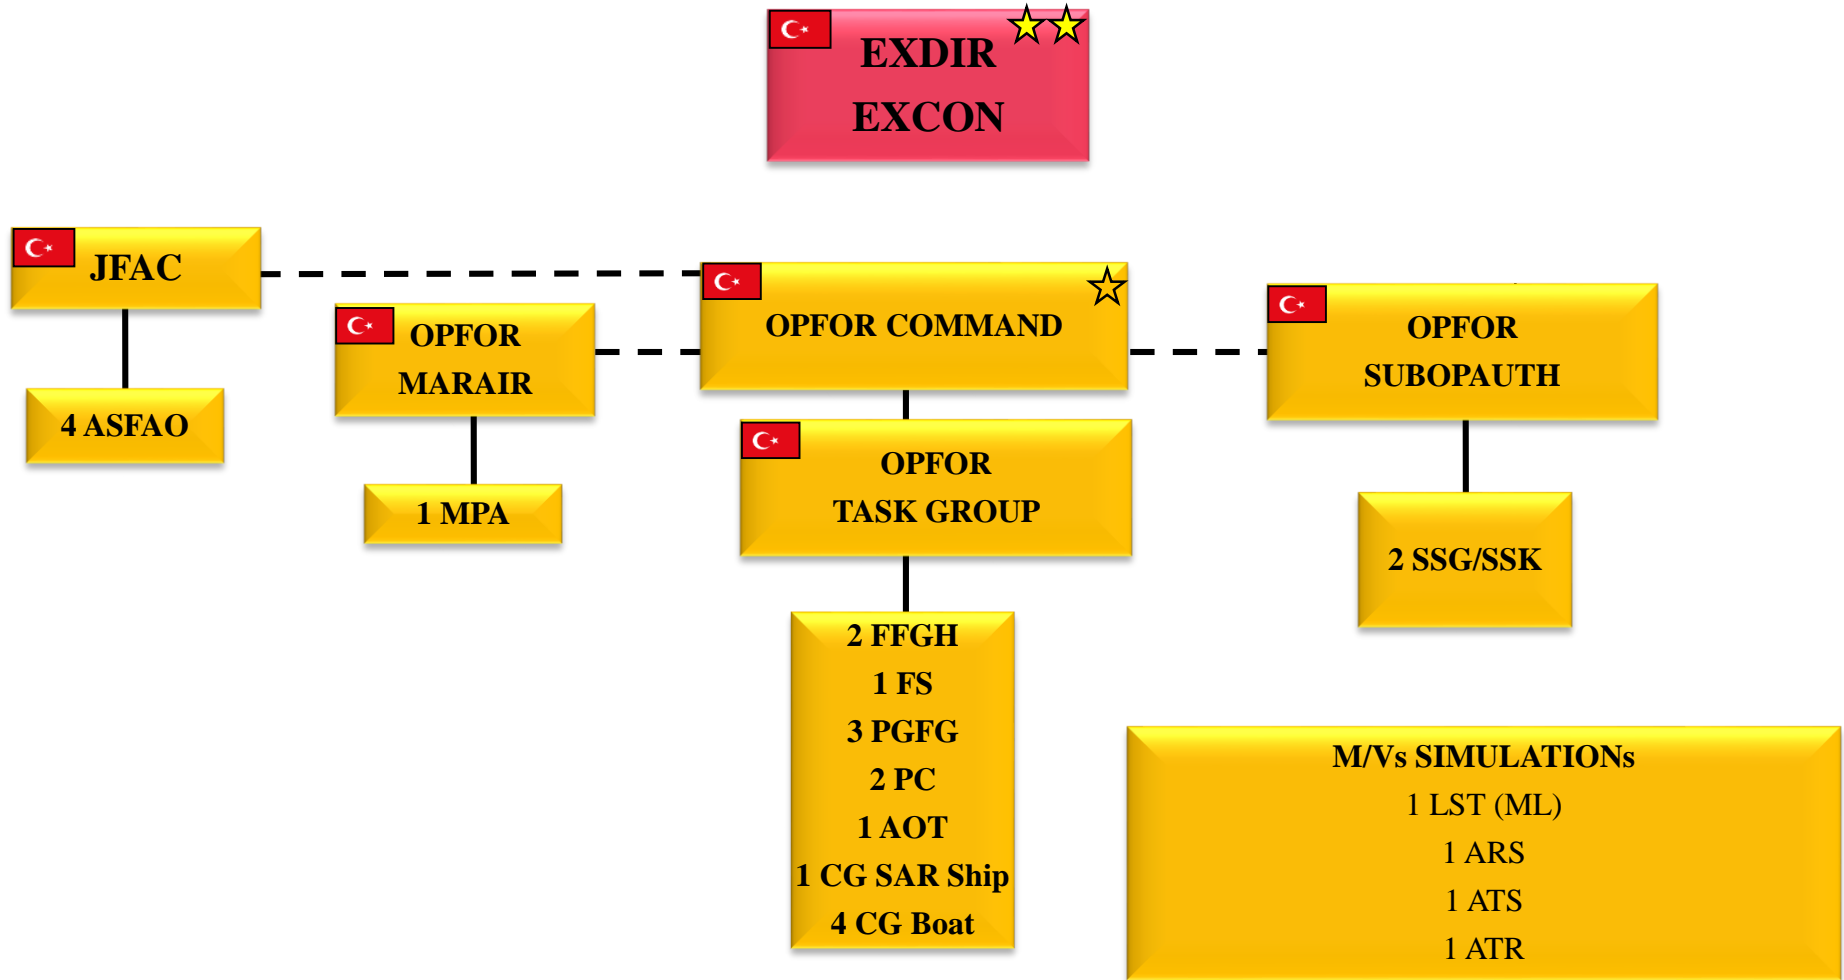 EXDIR
EXCON
JFAC
4 ASFAO
OPFOR
MARAIR
1 MPA
OPFOR COMMAND
OPFOR
TASK GROUP
2 FFGH
1 FS
3 PGFG
2 PC
1 AOT
1 CG SAR Ship
4 CG Boat
OPFOR
SUBOPAUTH
2 SSG/SSK
M/Vs SIMULATIONs
1 LST (ML)
1 ARS
1 ATS
1 ATR